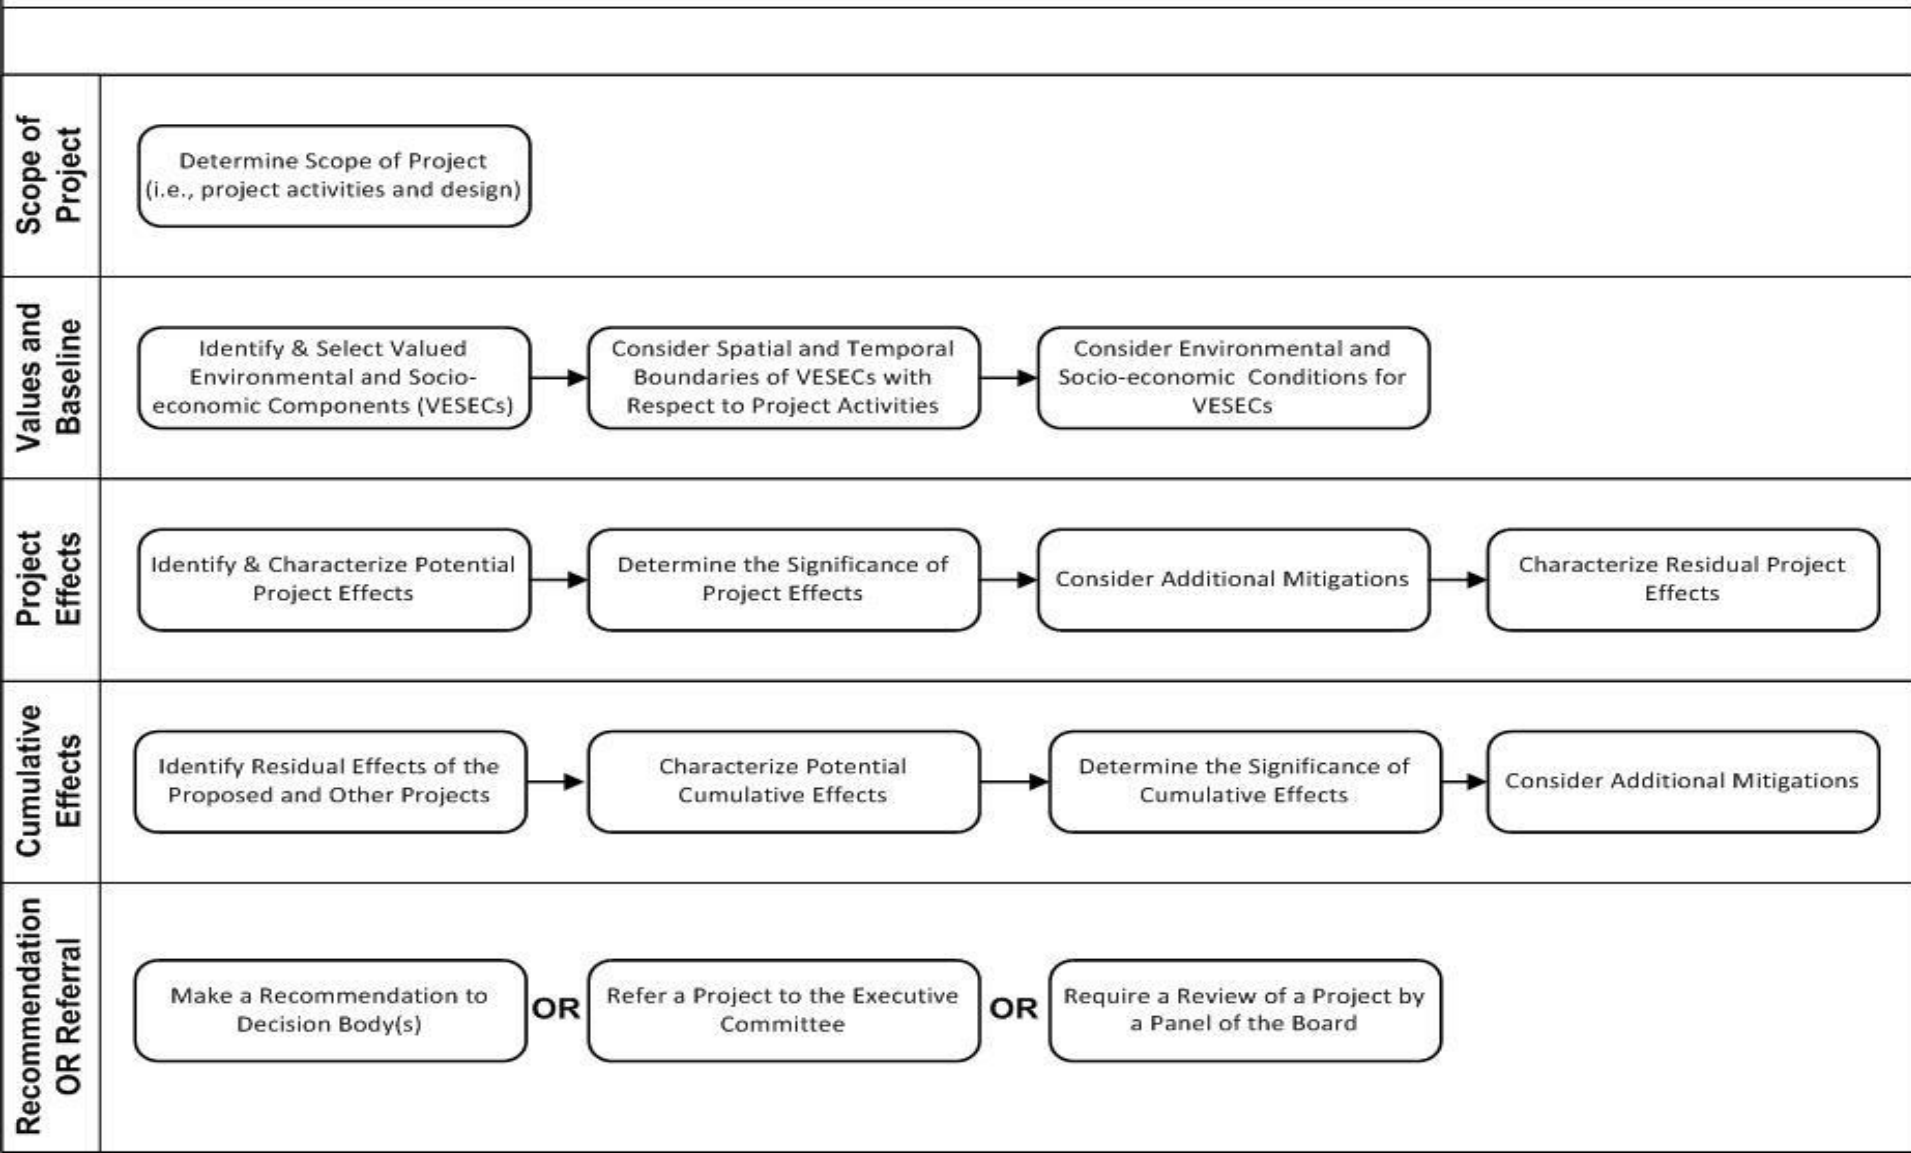 Scope of
Project
Determine Scope of Project
(i.e., project activities and design)
Values and
Baseline
Identify & Select Valued
Environmental and Socio-
economic Components (VESECs)
Consider Spatial and Temporal
Boundaries of VESECs with
Respect to Project Activities
Consider Environmental and
Socio-economic Conditions for
VESECs
Project
Effects
Identify & Characterize Potential
Project Effects
Determine the Significance of
Project Effects
Consider Additional Mitigations
Characterize Residual Project
Effects
Cumulative
Effects
Identify Residual Effects of the
Proposed and Other Projects
Characterize Potential
Cumulative Effects
Determine the Significance of
Cumulative Effects
Consider Additional Mitigations
Recommendation
OR Referral
Make a Recommendation to
Decision Body(s)
OR
Refer a Project to the Executive
Committee
OR
Require a Review of a Project by
a Panel of the Board